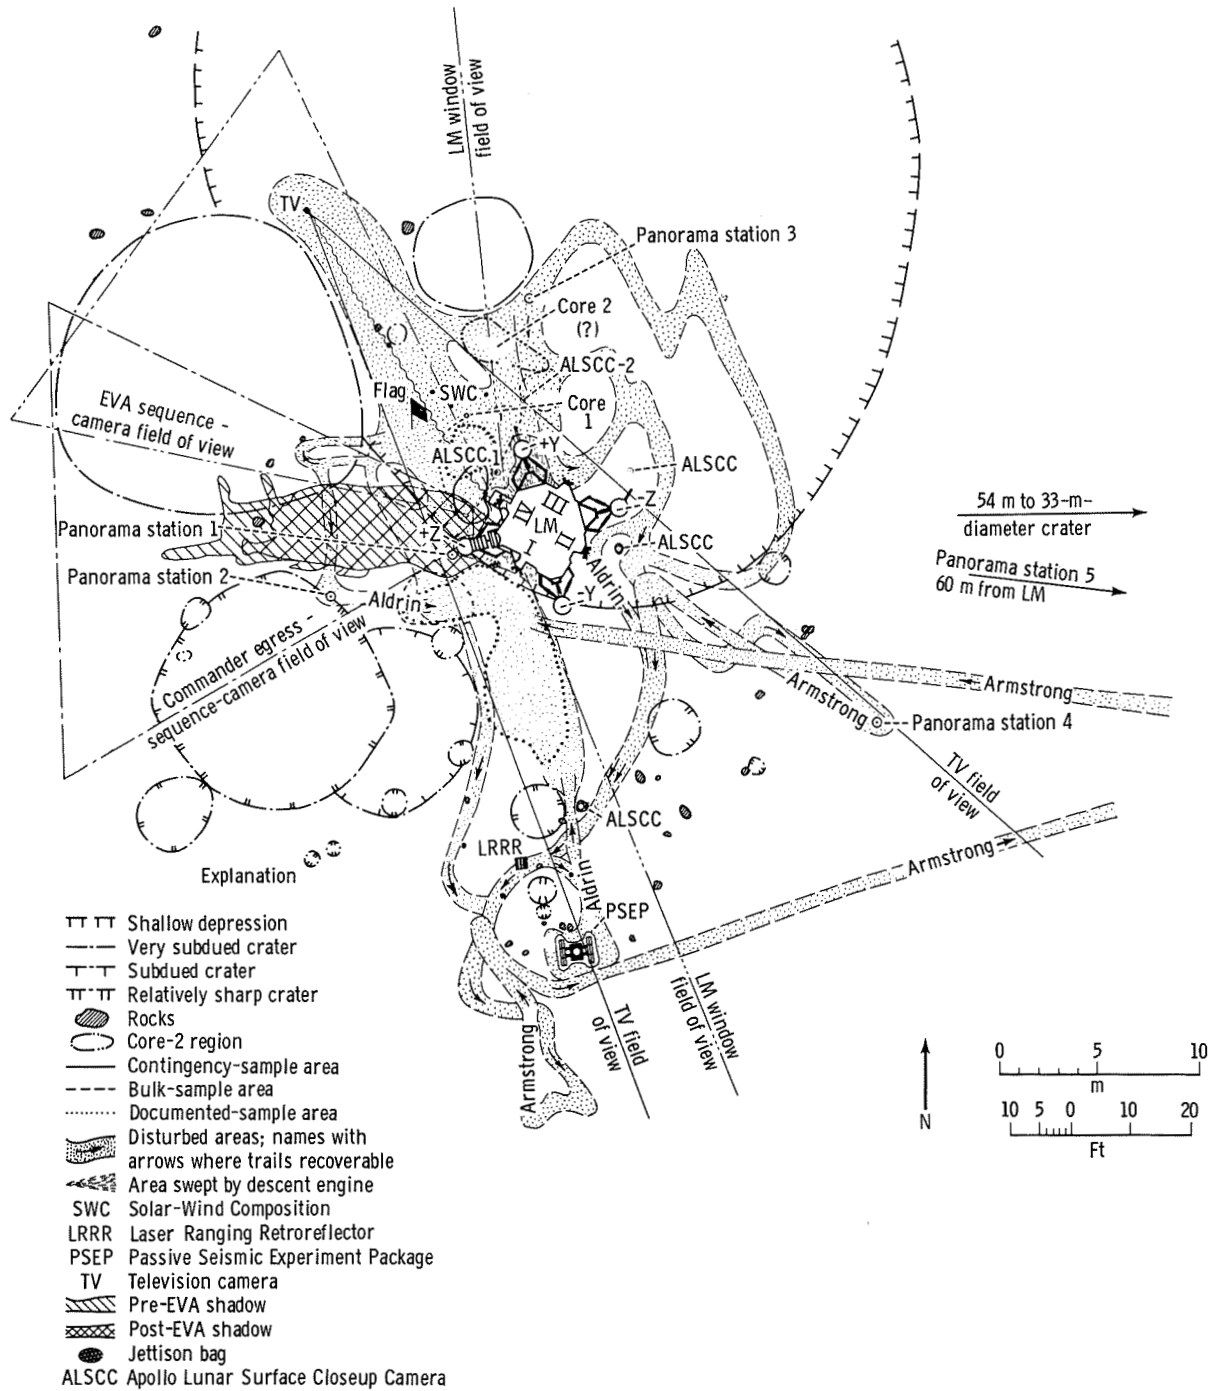 LM window
field of view
TV
Panorama station 3
Core 2
(?)
ALSCC-2
Flag
SWC
Core
1
EVA sequence -
camera field of view
ALSCC 1
+Y
ALSCC
-Z
IV
III
LM
I
II
54 m to 33-m-
diameter crater
Panorama station 1
+Z
ALSCC
Panorama station 5
60 m from LM
Panorama station 2
Aldrin
Aldrin
-Y
Commander egress -
sequence-camera field of view
Armstrong
Armstrong
Panorama station 4
TV field
of view
ALSCC
LRRR
Armstrong
Aldrin
PSEP
LM window
field of view
TV field
of view
Armstrong
Explanation
Shallow depression
Very subdued crater
Subdued crater
Relatively sharp crater
Rocks
Core-2 region
Contingency-sample area
Bulk-sample area
Documented-sample area
Disturbed areas; names with
arrows where trails recoverable
Area swept by descent engine
SWC Solar-Wind Composition
LRRR Laser Ranging Retroreflector
PSEP Passive Seismic Experiment Package
TV Television camera
Pre-EVA shadow
Post-EVA shadow
Jettison bag
ALSCC Apollo Lunar Surface Closeup Camera
N
0 5 10
m
10 5 0 10 20
Ft